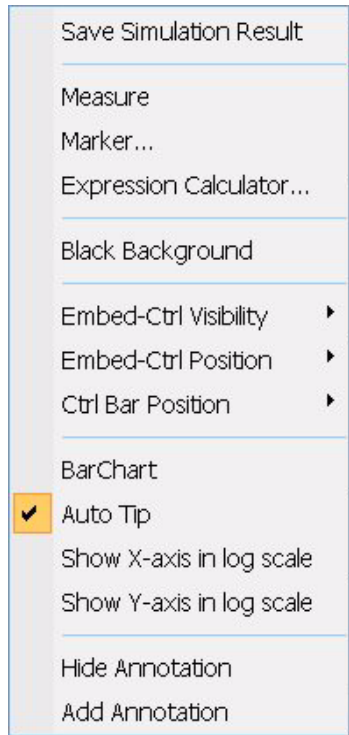 Save Simulation Result
Measure
Marker...
Expression Calculator...
Black Background
Embed-Ctrl Visibility
Embed-Ctrl Position
Ctrl Bar Position
BarChart
Auto Tip
Show X-axis in log scale
Show Y-axis in log scale
Hide Annotation
Add Annotation